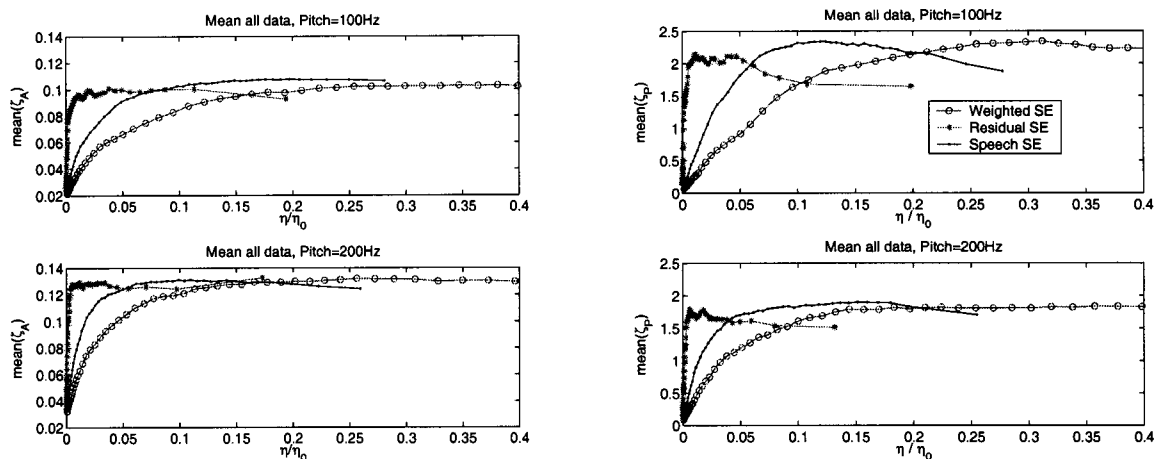 Mean all data, Pitch=100Hz
0.14
0.12
0.1
0.08
0.06
0.04
0.02
mean(ζA)
0 0.05 0.1 0.15 0.2 0.25 0.3 0.35 0.4
η/η0
Mean all data, Pitch=100Hz
2.5
2
1.5
1
0.5
0
mean(ζP)
Weighted SE
Residual SE
Speech SE
0 0.05 0.1 0.15 0.2 0.25 0.3 0.35 0.4
η / η0
Mean all data, Pitch=200Hz
0.14
0.12
0.1
0.08
0.06
0.04
0.02
mean(ζA)
0 0.05 0.1 0.15 0.2 0.25 0.3 0.35 0.4
η/η0
Mean all data, Pitch=200Hz
2.5
2
1.5
1
0.5
0
mean(ζP)
0 0.05 0.1 0.15 0.2 0.25 0.3 0.35 0.4
η / η0